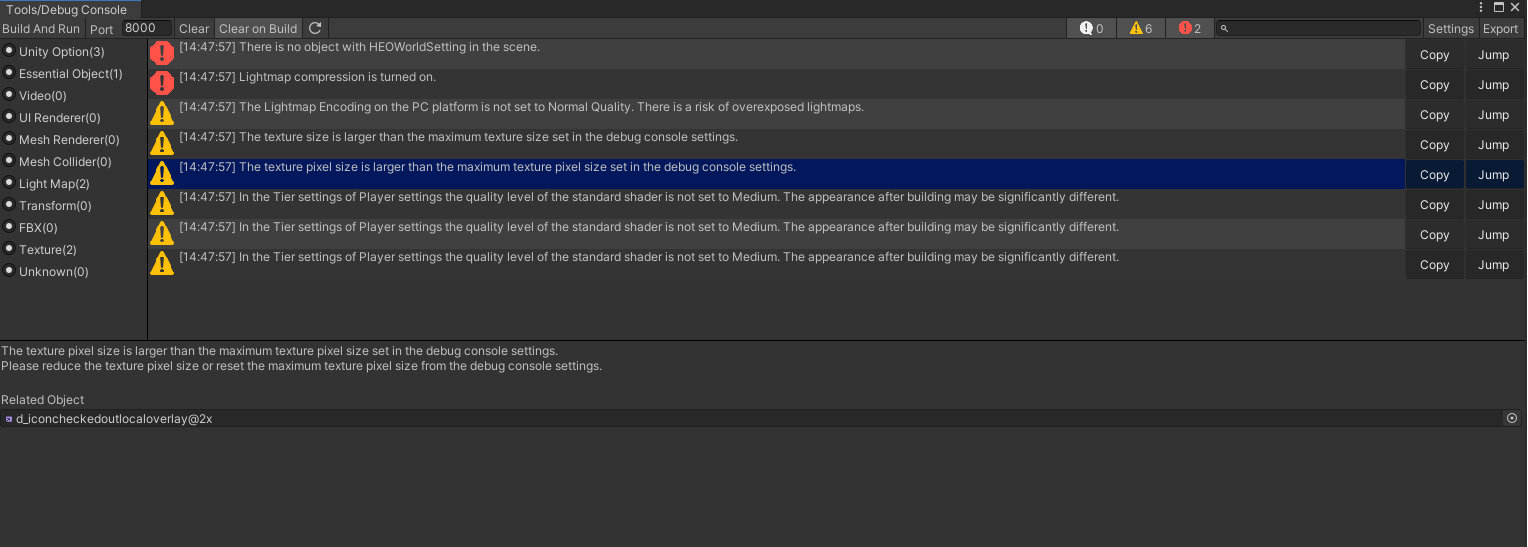 Tools/Debug Console
Build And Run Port 8000 Clear Clear on Build 0 6 2 Settings Export
Unity Option(3)
Essential Object(1)
Video(0)
UI Renderer(0)
Mesh Renderer(0)
Mesh Collider(0)
Light Map(2)
Transform(0)
FBX(0)
Texture(2)
Unknown(0)
[14:47:57] There is no object with HEOWorldSetting in the scene. Copy Jump
[14:47:57] Lightmap compression is turned on. Copy Jump
[14:47:57] The Lightmap Encoding on the PC platform is not set to Normal Quality. There is a risk of overexposed lightmaps. Copy Jump
[14:47:57] The texture size is larger than the maximum texture size set in the debug console settings. Copy Jump
[14:47:57] The texture pixel size is larger than the maximum texture pixel size set in the debug console settings. Copy Jump
[14:47:57] In the Tier settings of Player settings the quality level of the standard shader is not set to Medium. The appearance after building may be significantly different. Copy Jump
[14:47:57] In the Tier settings of Player settings the quality level of the standard shader is not set to Medium. The appearance after building may be significantly different. Copy Jump
[14:47:57] In the Tier settings of Player settings the quality level of the standard shader is not set to Medium. The appearance after building may be significantly different. Copy Jump
The texture pixel size is larger than the maximum texture pixel size set in the debug console settings.
Please reduce the texture pixel size or reset the maximum texture pixel size from the debug console settings.
Related Object
d_iconcheckedoutlocaloverlay@2x